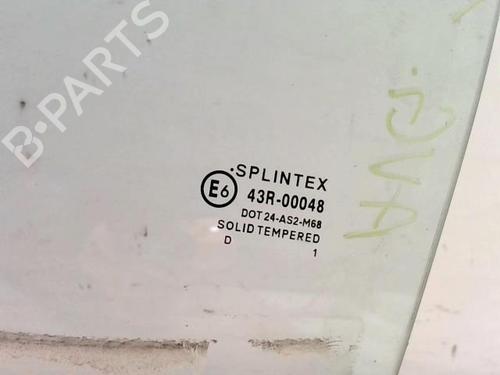 B-PARTS
SPLINTEX
E6 43R-00048
DOT 24-AS2-M68
SOLID TEMPERED
D 1